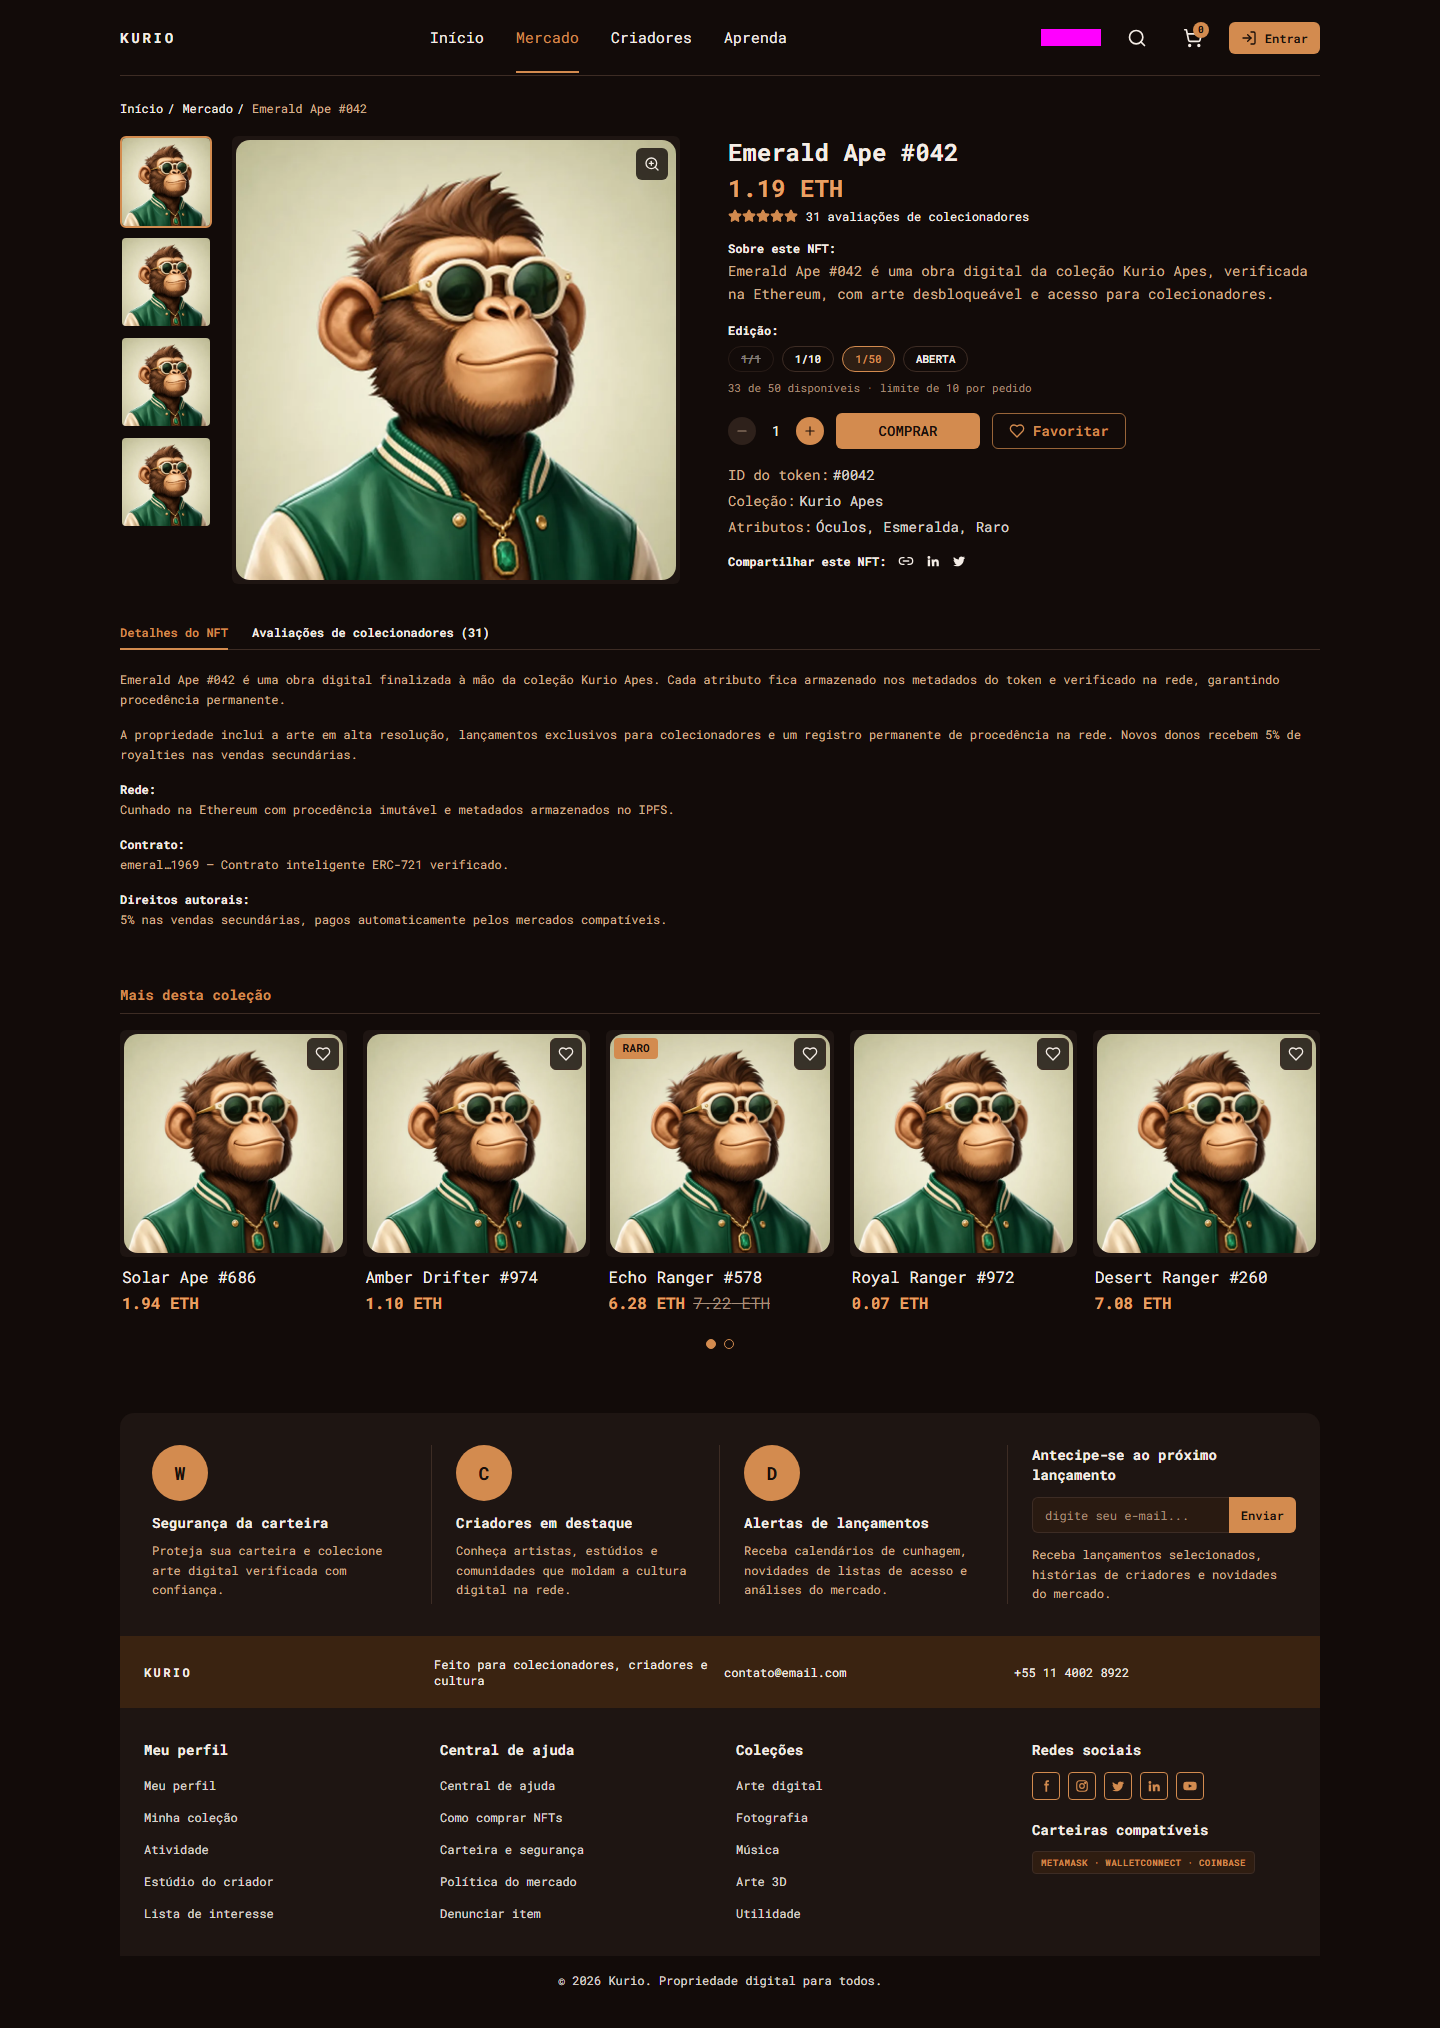 KURIO
Início
Mercado
Criadores
Aprenda
0
Entrar
Início / Mercado / Emerald Ape #042
Emerald Ape #042
1.19 ETH
31 avaliações de colecionadores
Sobre este NFT:
Emerald Ape #042 é uma obra digital da coleção Kurio Apes, verificada
na Ethereum, com arte desbloqueável e acesso para colecionadores.
Edição:
1/1
1/10
1/50
ABERTA
33 de 50 disponíveis · limite de 10 por pedido
1
COMPRAR
Favoritar
ID do token: #0042
Coleção: Kurio Apes
Atributos: Óculos, Esmeralda, Raro
Compartilhar este NFT:
Detalhes do NFT
Avaliações de colecionadores (31)
Emerald Ape #042 é uma obra digital finalizada à mão da coleção Kurio Apes. Cada atributo fica armazenado nos metadados do token e verificado na rede, garantindo
procedência permanente.
A propriedade inclui a arte em alta resolução, lançamentos exclusivos para colecionadores e um registro permanente de procedência na rede. Novos donos recebem 5% de
royalties nas vendas secundárias.
Rede:
Cunhado na Ethereum com procedência imutável e metadados armazenados no IPFS.
Contrato:
emeral…1969 — Contrato inteligente ERC-721 verificado.
Direitos autorais:
5% nas vendas secundárias, pagos automaticamente pelos mercados compatíveis.
Mais desta coleção
RARO
Solar Ape #686
1.94 ETH
Amber Drifter #974
1.10 ETH
Echo Ranger #578
6.28 ETH 7.22 ETH
Royal Ranger #972
0.07 ETH
Desert Ranger #260
7.08 ETH
W
Segurança da carteira
Proteja sua carteira e colecione
arte digital verificada com
confiança.
C
Criadores em destaque
Conheça artistas, estúdios e
comunidades que moldam a cultura
digital na rede.
D
Alertas de lançamentos
Receba calendários de cunhagem,
novidades de listas de acesso e
análises do mercado.
Antecipe-se ao próximo
lançamento
digite seu e-mail...
Enviar
Receba lançamentos selecionados,
histórias de criadores e novidades
do mercado.
KURIO
Feito para colecionadores, criadores e
cultura
contato@email.com
+55 11 4002 8922
Meu perfil
Meu perfil
Minha coleção
Atividade
Estúdio do criador
Lista de interesse
Central de ajuda
Central de ajuda
Como comprar NFTs
Carteira e segurança
Política do mercado
Denunciar item
Coleções
Arte digital
Fotografia
Música
Arte 3D
Utilidade
Redes sociais
Carteiras compatíveis
METAMASK · WALLETCONNECT · COINBASE
© 2026 Kurio. Propriedade digital para todos.